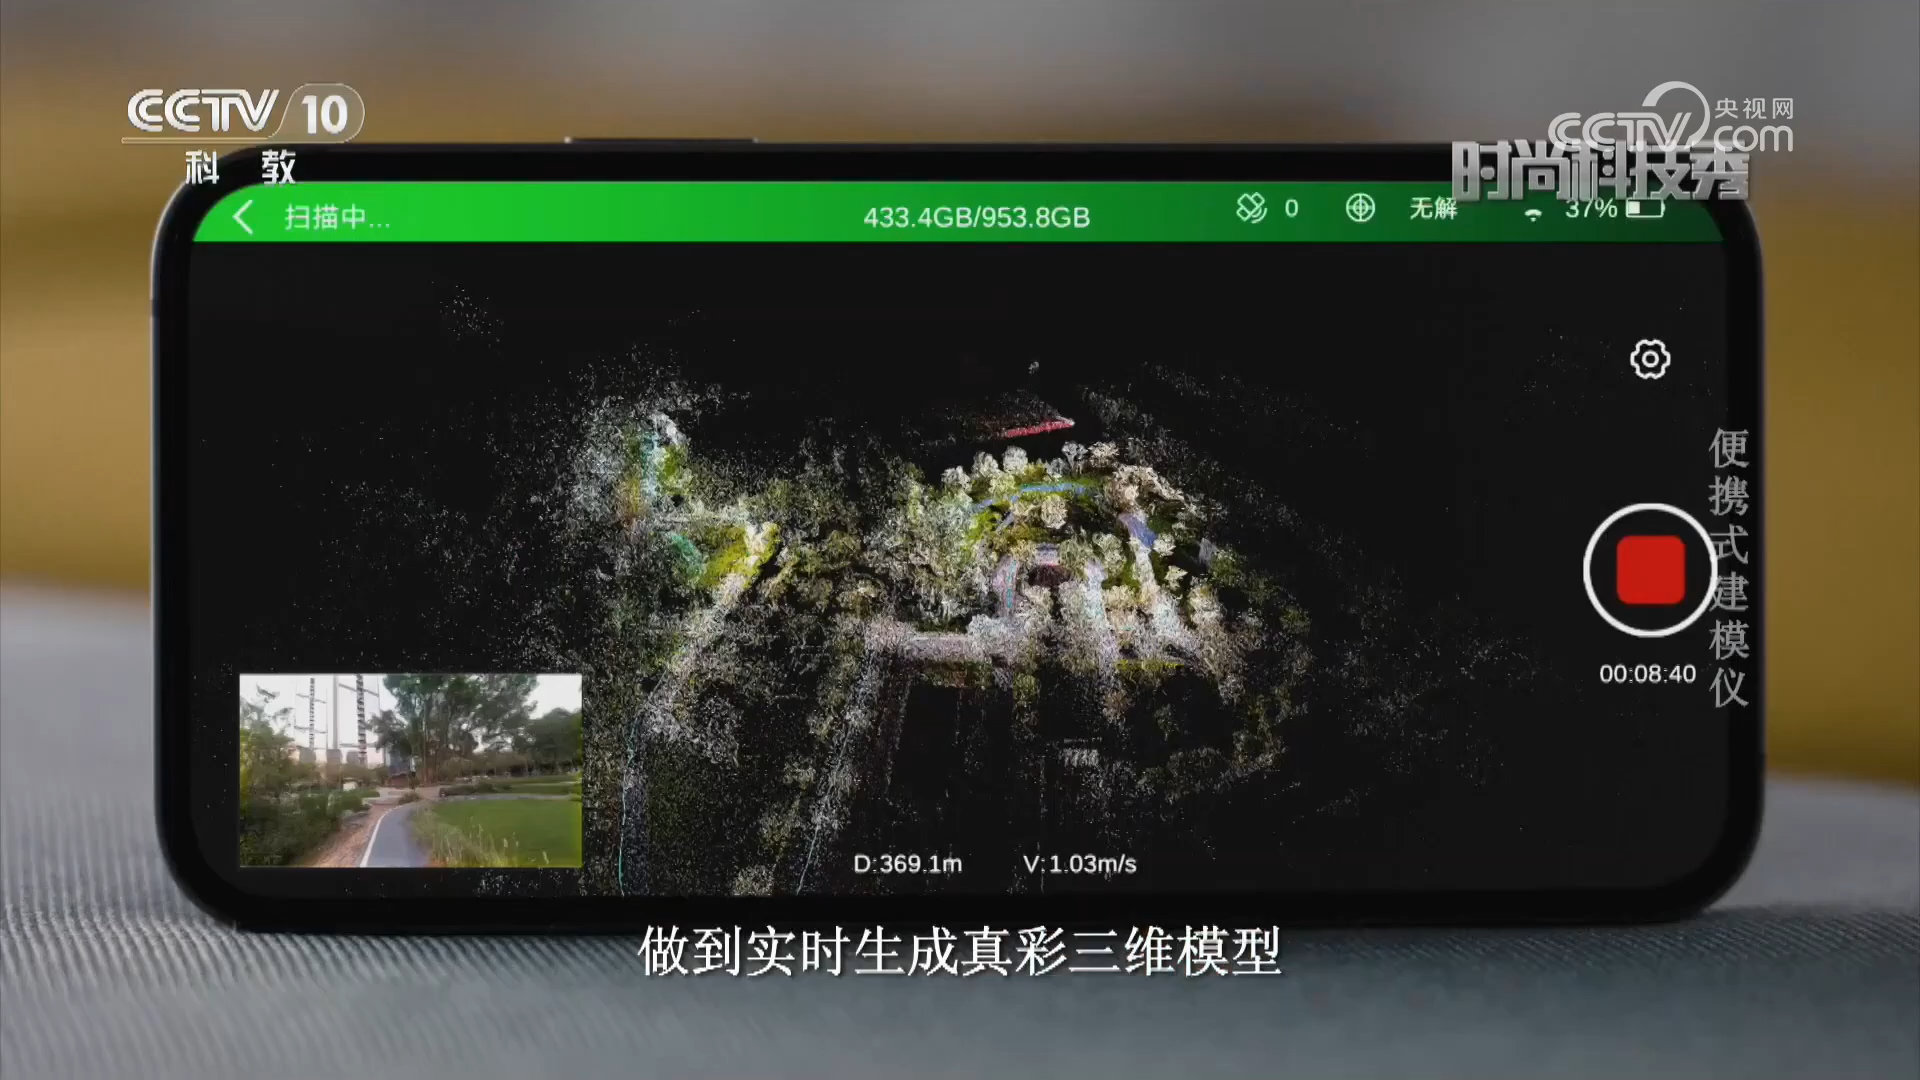 CCTV 10
科 教
央视网
CCTV.com
时尚科技秀
扫描中...
433.4GB/953.8GB
0
无解
37%
便携式建模仪
00:08:40
D:369.1m
V:1.03m/s
做到实时生成真彩三维模型